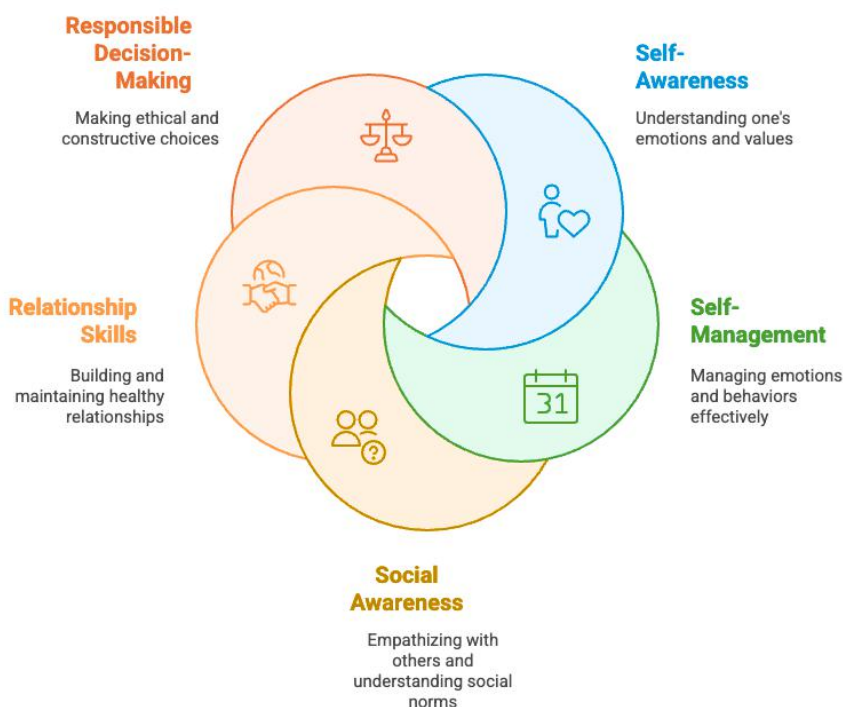 Responsible
Decision-
Making
Making ethical and
constructive choices
Self-
Awareness
Understanding one's
emotions and values
Self-
Management
Managing emotions
and behaviors
effectively
31
Social
Awareness
Empathizing with
others and
understanding social
norms
?
Relationship
Skills
Building and
maintaining healthy
relationships